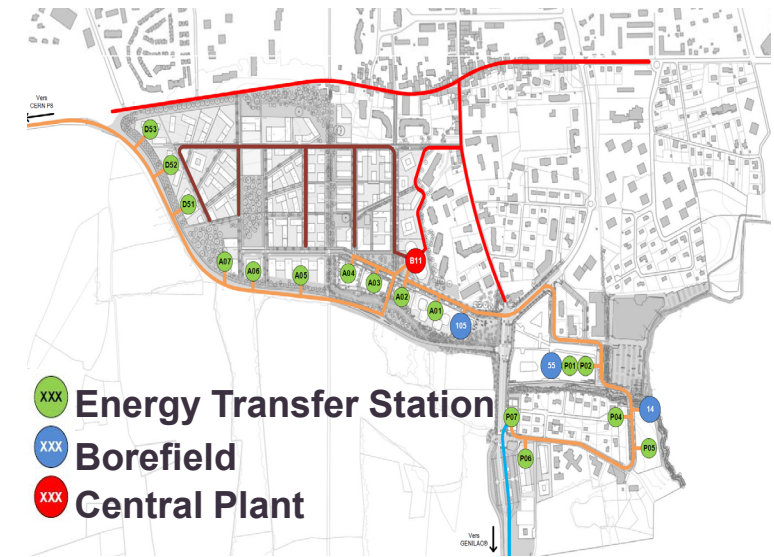 Vers
CERN P8
D53
D52
D51
A07
A06
A05
A04
A03
A02
A01
B11
105
55
P01
P02
14
P04
P05
P07
P06
XXX Energy Transfer Station
XXX Borefield
XXX Central Plant
Vers
GENILAC®